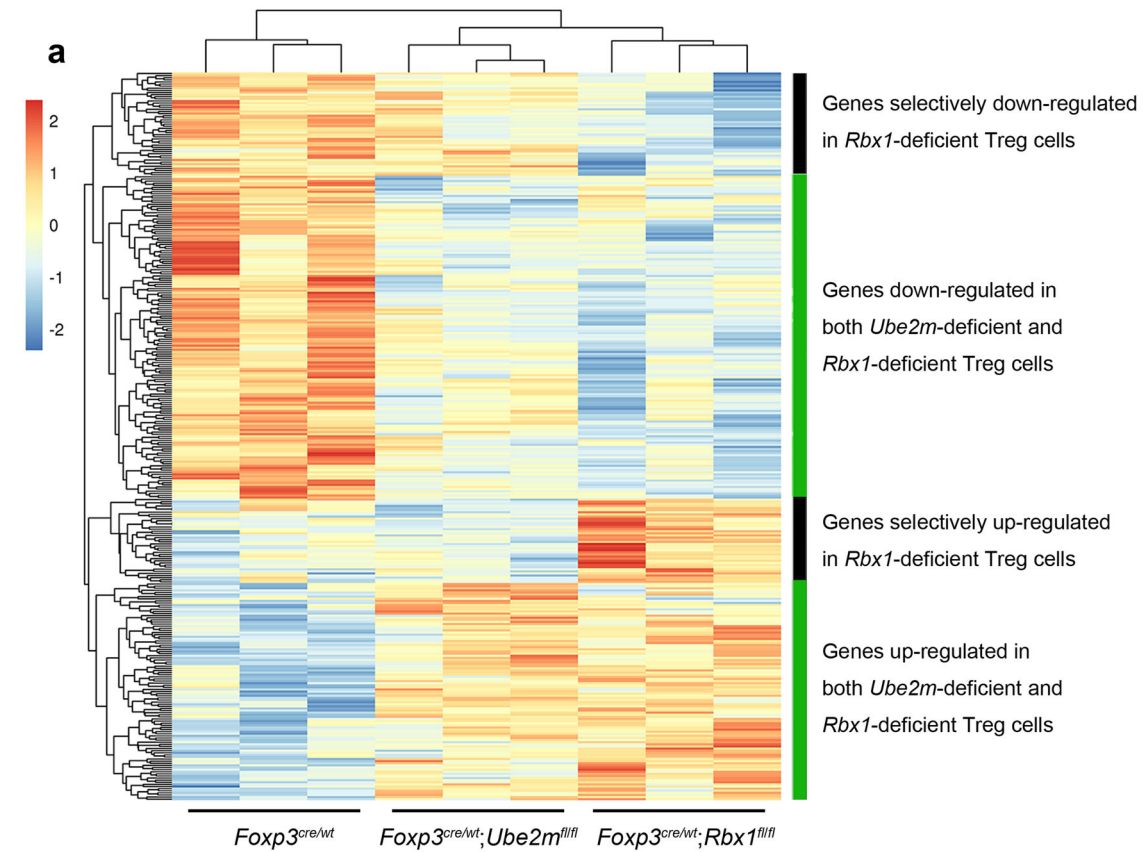 a
2
1
0
-1
-2
Genes selectively down-regulated
in Rbx1-deficient Treg cells
Genes down-regulated in
both Ube2m-deficient and
Rbx1-deficient Treg cells
Genes selectively up-regulated
in Rbx1-deficient Treg cells
Genes up-regulated in
both Ube2m-deficient and
Rbx1-deficient Treg cells
Foxp3cre/wt Foxp3cre/wt;Ube2mfl/fl Foxp3cre/wt;Rbx1fl/fl